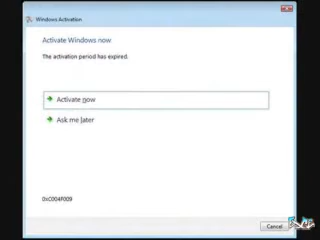 Windows Activation
Activate Windows now
The activation period has expired.
Activate now
Ask me later
0xC004F009
Cancel